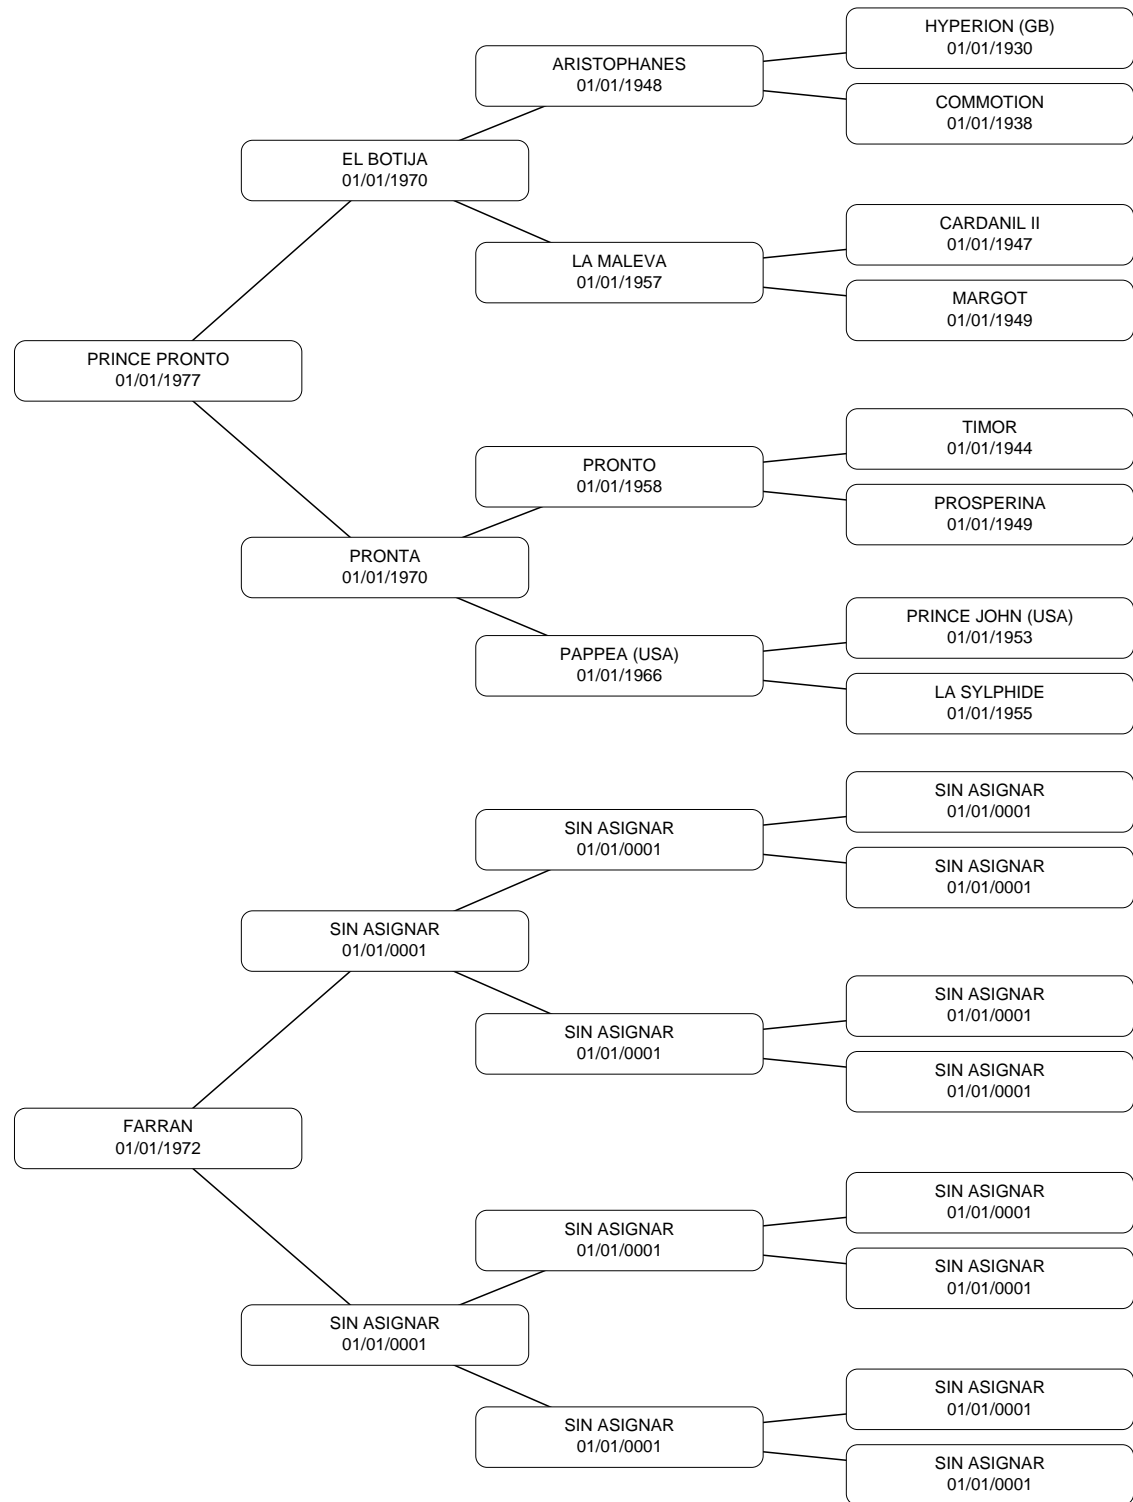 HYPERION (GB)
01/01/1930
ARISTOPHANES
01/01/1948
COMMOTION
01/01/1938
EL BOTIJA
01/01/1970
CARDANIL II
01/01/1947
LA MALEVA
01/01/1957
MARGOT
01/01/1949
PRINCE PRONTO
01/01/1977
TIMOR
01/01/1944
PRONTO
01/01/1958
PROSPERINA
01/01/1949
PRONTA
01/01/1970
PRINCE JOHN (USA)
01/01/1953
PAPPEA (USA)
01/01/1966
LA SYLPHIDE
01/01/1955
SIN ASIGNAR
01/01/0001
SIN ASIGNAR
01/01/0001
SIN ASIGNAR
01/01/0001
SIN ASIGNAR
01/01/0001
SIN ASIGNAR
01/01/0001
SIN ASIGNAR
01/01/0001
SIN ASIGNAR
01/01/0001
FARRAN
01/01/1972
SIN ASIGNAR
01/01/0001
SIN ASIGNAR
01/01/0001
SIN ASIGNAR
01/01/0001
SIN ASIGNAR
01/01/0001
SIN ASIGNAR
01/01/0001
SIN ASIGNAR
01/01/0001
SIN ASIGNAR
01/01/0001